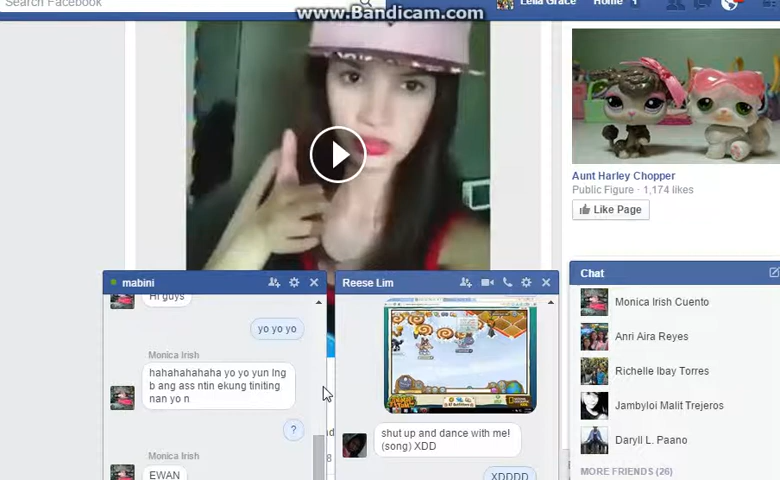 www.Bandicam.com
Search Facebook
Leila Grace
Home
1
Aunt Harley Chopper
Public Figure · 1,174 likes
Like Page
mabini
Hi guys
yo yo yo
Monica Irish
hahahahahaha yo yo yun lng
b ang ass ntin ekung tiniting
nan yo n
?
Monica Irish
EWAN
Reese Lim
shut up and dance with me!
(song) XDD
XDDDD
Chat
Monica Irish Cuento
Anri Aira Reyes
Richelle Ibay Torres
Jambyloi Malit Trejeros
Daryll L. Paano
MORE FRIENDS (26)